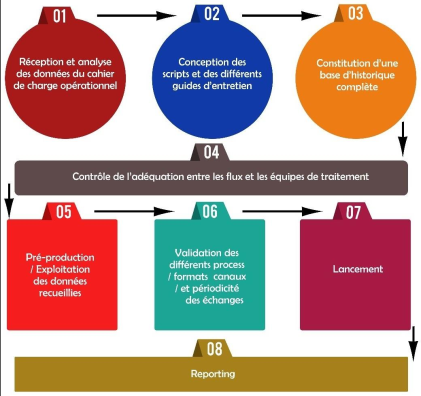 01
Réception et analyse
des données du cahier
de charge opérationnel
02
Conception des
scripts et des différents
guides d'entretien
03
Constitution d'une
base d'historique
complète
04
Contrôle de l'adéquation entre les flux et les équipes de traitement
05
Pré-production
/ Exploitation
des données
recueillies
06
Validation des
différents process
/ formats canaux
/ et périodicité
des échanges
07
Lancement
08
Reporting